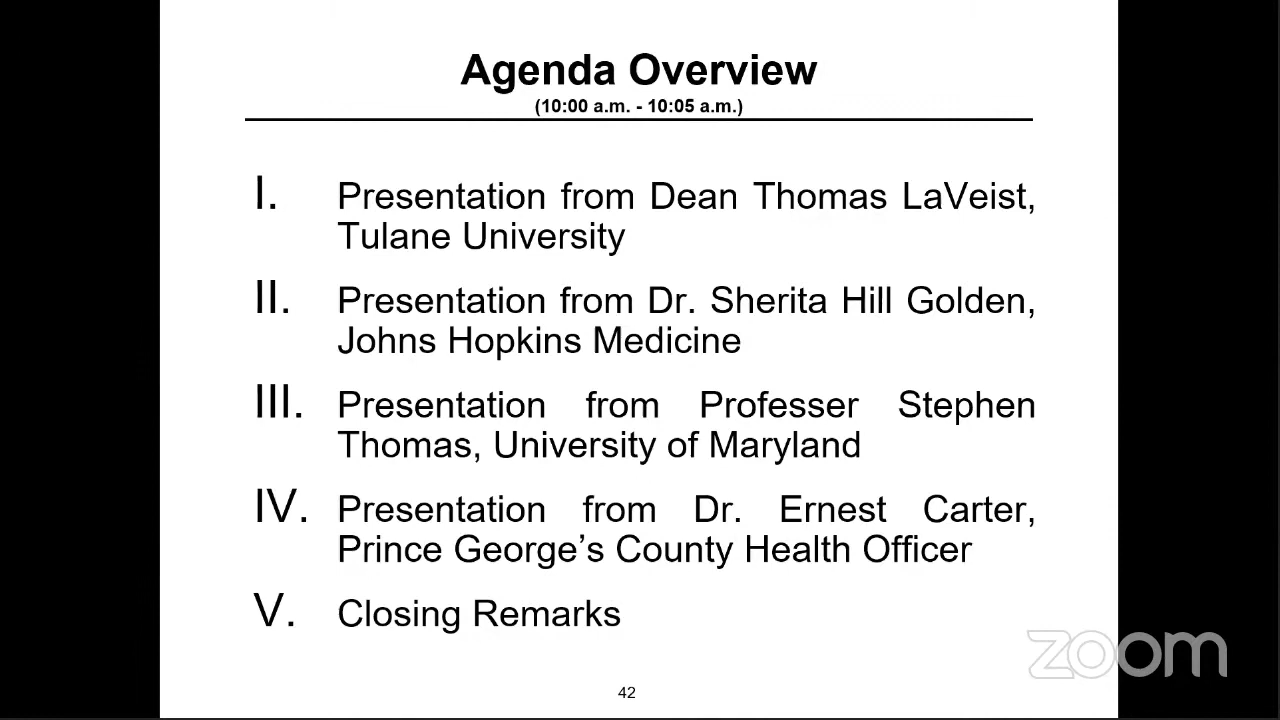 Agenda Overview
(10:00 a.m. - 10:05 a.m.)
I. Presentation from Dean Thomas LaVeist,
Tulane University
II. Presentation from Dr. Sherita Hill Golden,
Johns Hopkins Medicine
III. Presentation from Professer Stephen
Thomas, University of Maryland
IV. Presentation from Dr. Ernest Carter,
Prince George’s County Health Officer
V. Closing Remarks
zoom
42